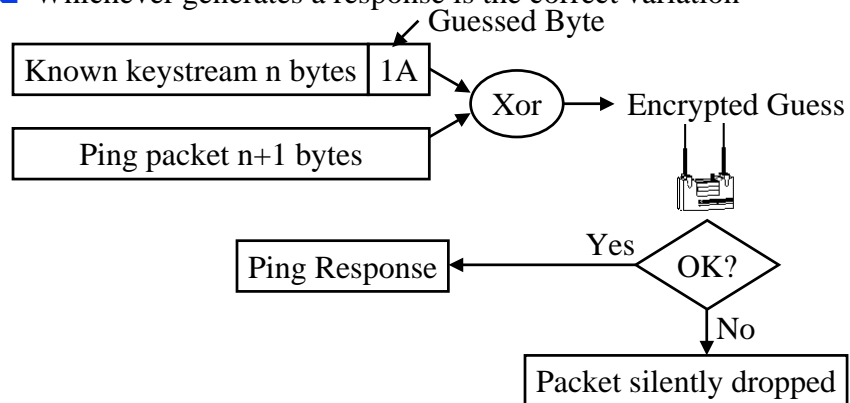 Whichever generates a response is the correct variation
Guessed Byte
Known keystream n bytes 1A
Xor
Encrypted Guess
Ping packet n+1 bytes
Yes
Ping Response
OK?
No
Packet silently dropped